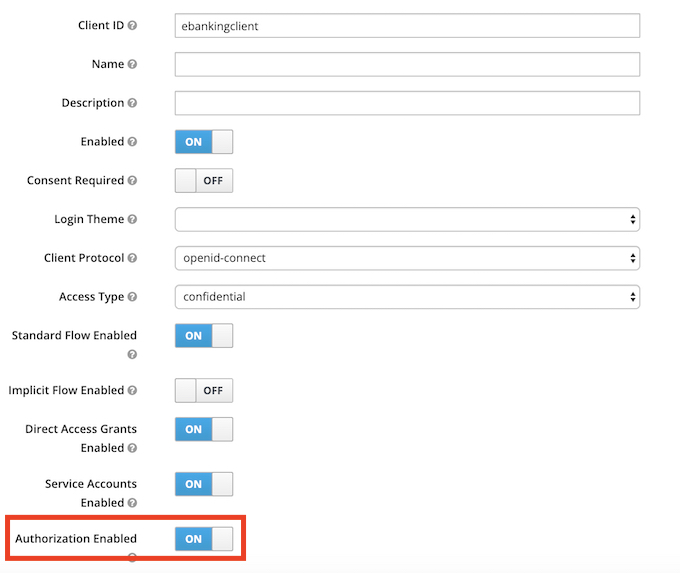 Client ID ebankingclient
Name
Description
Enabled ON
Consent Required OFF
Login Theme
Client Protocol openid-connect
Access Type confidential
Standard Flow Enabled ON
Implicit Flow Enabled OFF
Direct Access Grants ON
Enabled
Service Accounts ON
Enabled
Authorization Enabled ON